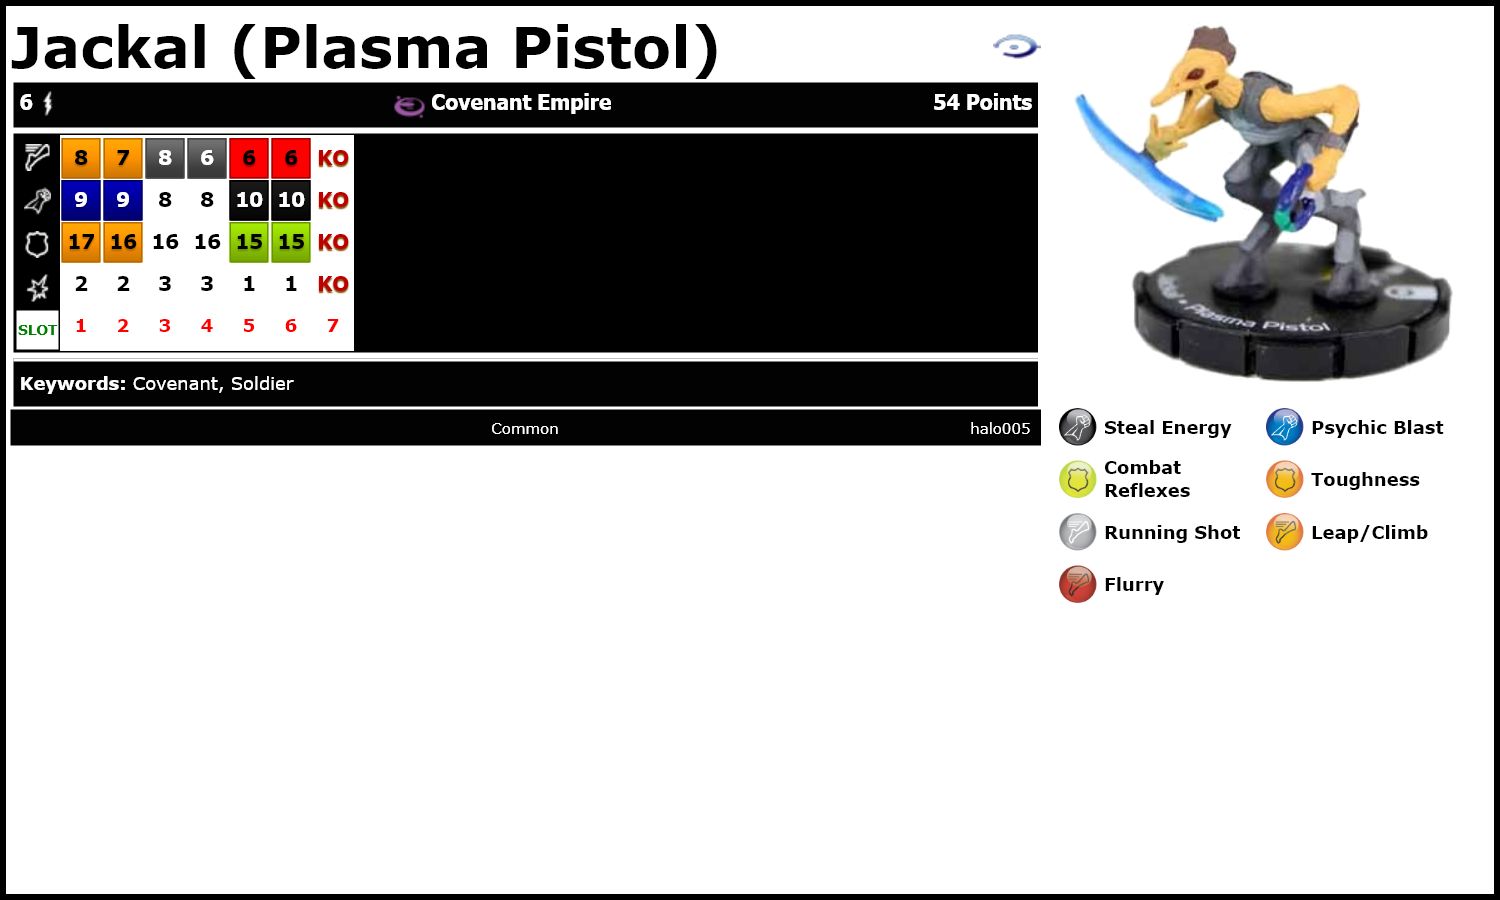 Jackal (Plasma Pistol)
6 Covenant Empire 54 Points
8 7 8 6 6 6 KO
9 9 8 8 10 10 KO
17 16 16 16 15 15 KO
2 2 3 3 1 1 KO
SLOT 1 2 3 4 5 6 7
Keywords: Covenant, Soldier
Common halo005
Plasma Pistol
Steal Energy Psychic Blast
Combat
Reflexes
Toughness
Running Shot Leap/Climb
Flurry